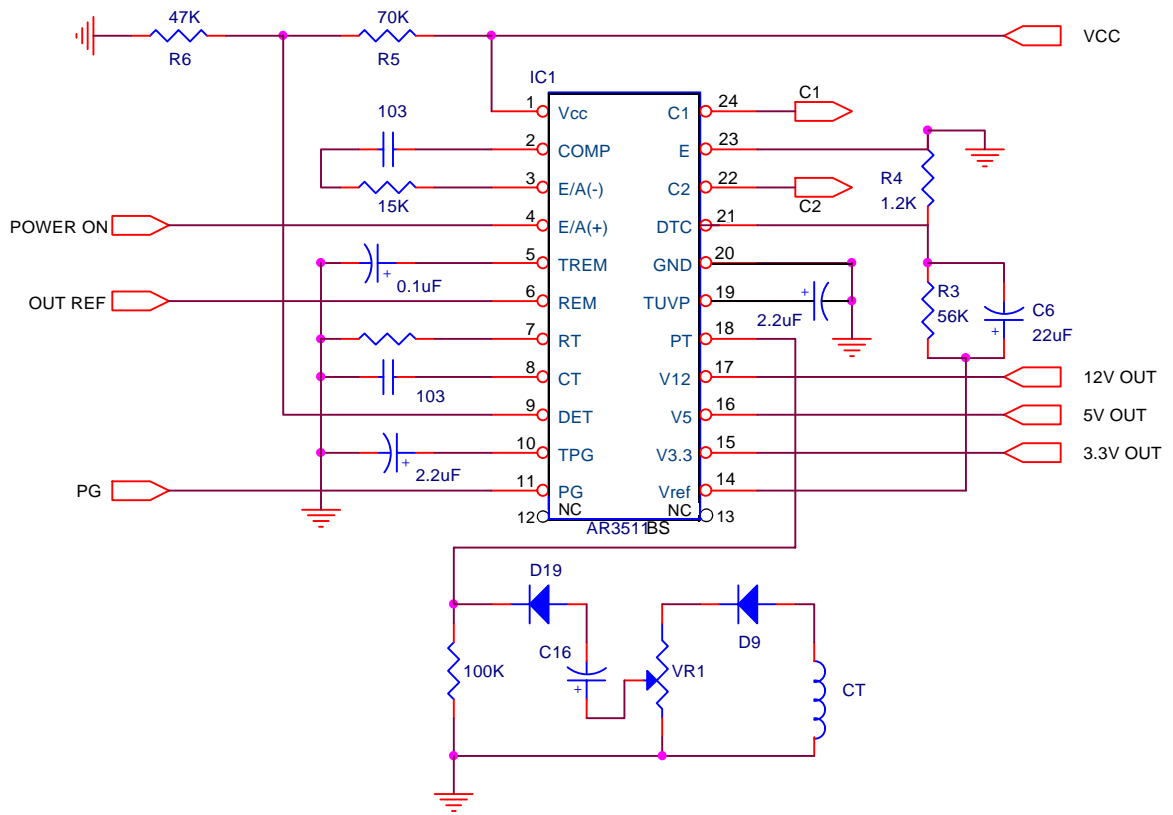 47K
70K
VCC
R6
R5
IC1
C1
1
Vcc
C1
24
103
2
COMP
E
23
R4
1.2K
3
E/A(-)
C2
22
15K
C2
POWER ON
4
E/A(+)
DTC
21
5
TREM
GND
20
0.1uF
OUT REF
6
REM
TUVP
19
+
2.2uF
R3
56K
C6
22uF
7
RT
PT
18
8
CT
V12
17
12V OUT
103
9
DET
V5
16
5V OUT
10
TPG
V3.3
15
3.3V OUT
2.2uF
PG
11
PG
Vref
14
12
NC
NC
13
AR3511BS
D19
D9
C16
100K
VR1
CT